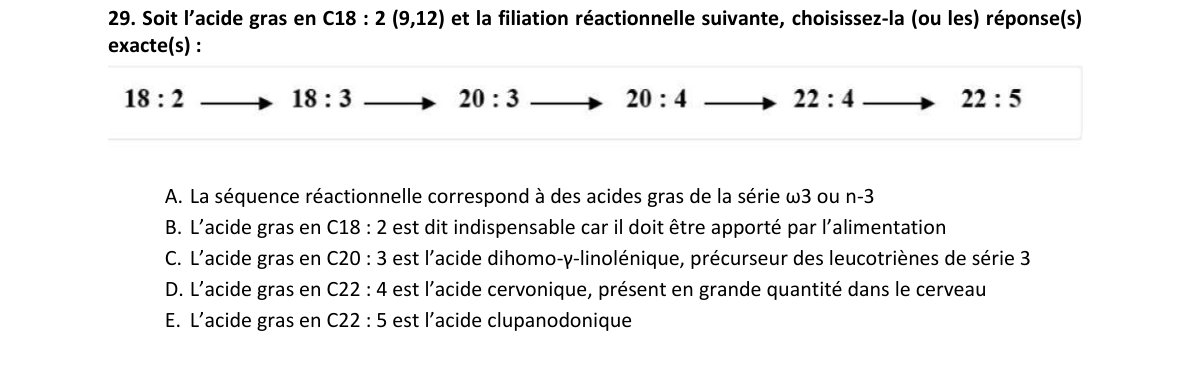 29. Soit l’acide gras en C18 : 2 (9,12) et la filiation réactionnelle suivante, choisissez-la (ou les) réponse(s)
exacte(s) :
18 : 2 ⟶ 18 : 3 ⟶ 20 : 3 ⟶ 20 : 4 ⟶ 22 : 4 ⟶ 22 : 5
A. La séquence réactionnelle correspond à des acides gras de la série ω3 ou n-3
B. L’acide gras en C18 : 2 est dit indispensable car il doit être apporté par l’alimentation
C. L’acide gras en C20 : 3 est l’acide dihomo-γ-linolénique, précurseur des leucotriènes de série 3
D. L’acide gras en C22 : 4 est l’acide cervonique, présent en grande quantité dans le cerveau
E. L’acide gras en C22 : 5 est l’acide clupanodonique